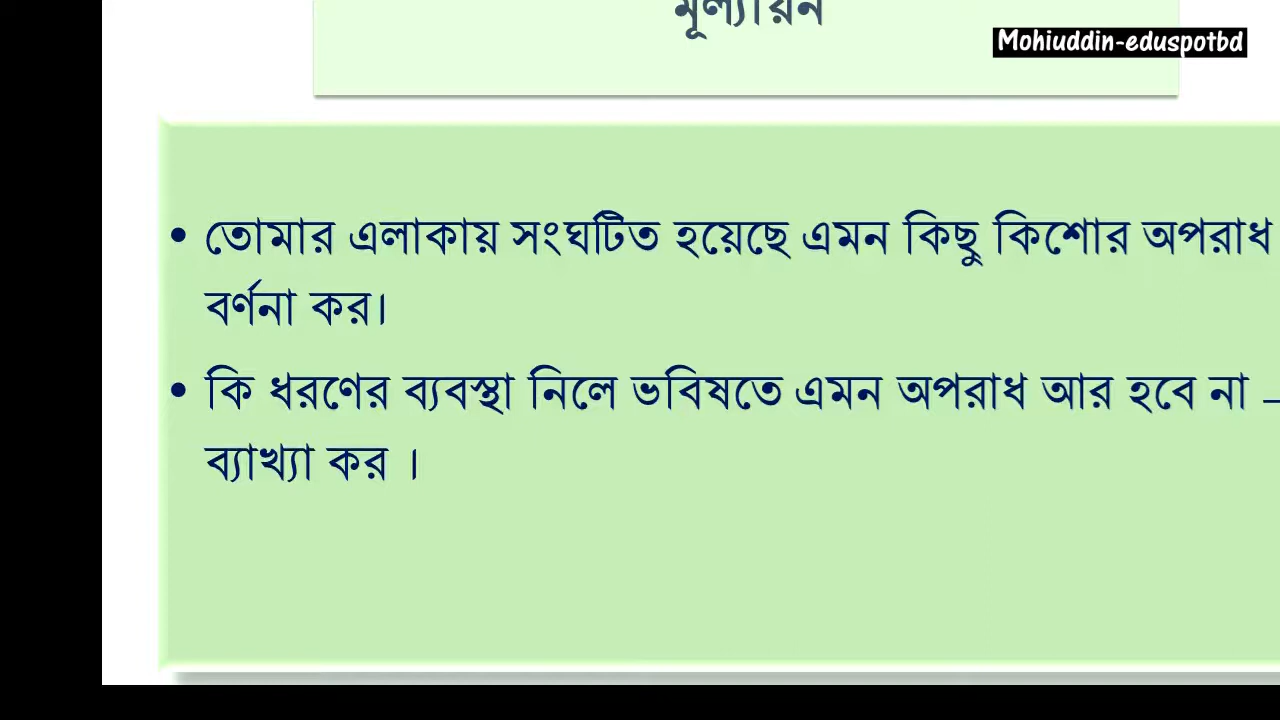 মূল্যায়ন
Mohiuddin-eduspotbd
• তোমার এলাকায় সংঘটিত হয়েছে এমন কিছু কিশোর অপরাধ
বর্ণনা কর।
• কি ধরণের ব্যবস্থা নিলে ভবিষতে এমন অপরাধ আর হবে না –
ব্যাখ্যা কর ।